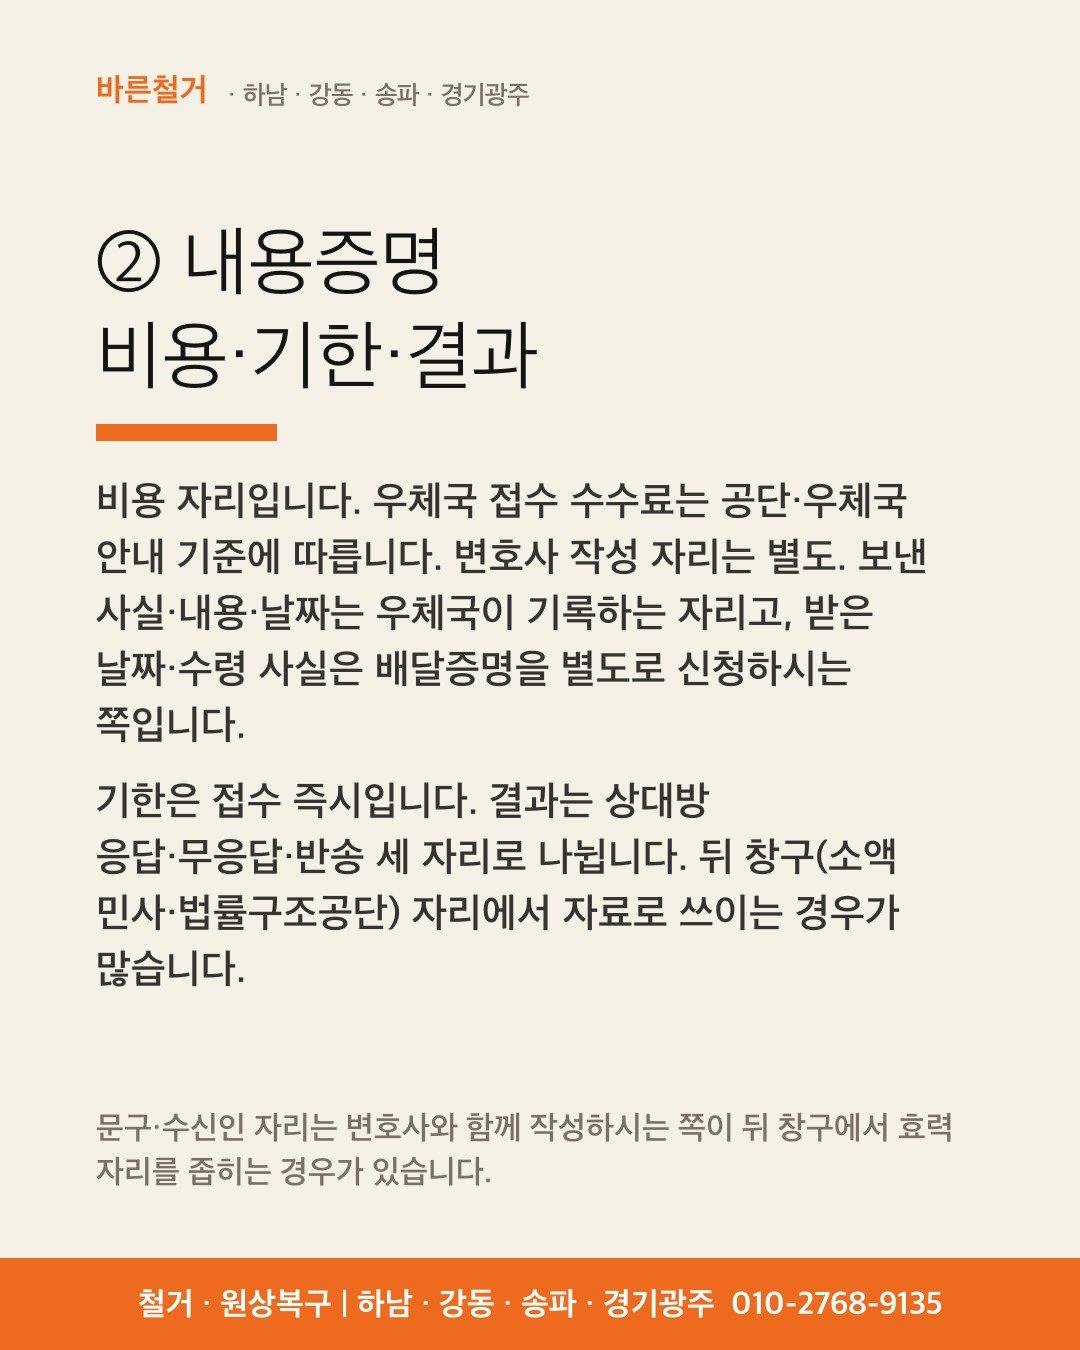 바른철거 · 하남 · 강동 · 송파 · 경기광주
② 내용증명
비용·기한·결과
비용 자리입니다. 우체국 접수 수수료는 공단·우체국
안내 기준에 따릅니다. 변호사 작성 자리는 별도. 보낸
사실·내용·날짜는 우체국이 기록하는 자리고, 받은
날짜·수령 사실은 배달증명을 별도로 신청하시는
쪽입니다.
기한은 접수 즉시입니다. 결과는 상대방
응답·무응답·반송 세 자리로 나뉩니다. 뒤 창구(소액
민사·법률구조공단) 자리에서 자료로 쓰이는 경우가
많습니다.
문구·수신인 자리는 변호사와 함께 작성하시는 쪽이 뒤 창구에서 효력
자리를 좁히는 경우가 있습니다.
철거 · 원상복구 | 하남 · 강동 · 송파 · 경기광주 010-2768-9135